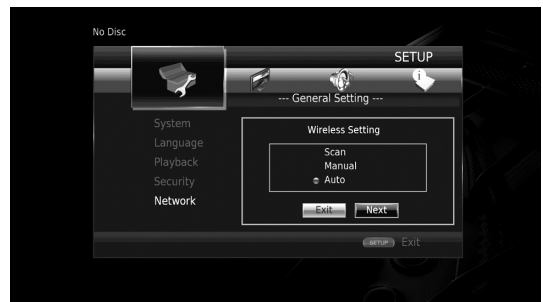 No Disc
SETUP
--- General Setting ---
System
Language
Playback
Security
Network
Wireless Setting
Scan
Manual
Auto
Exit Next
SETUP Exit